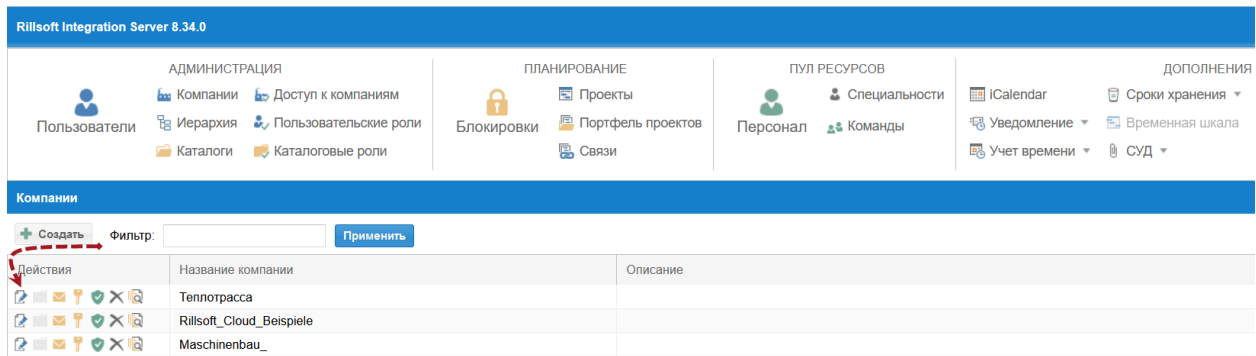 Rillsoft Integration Server 8.34.0
АДМИНИСТРАЦИЯ ПЛАНИРОВАНИЕ ПУЛ РЕСУРСОВ ДОПОЛНЕНИЯ
Компании Доступ к компаниям Проекты Специальности iCalendar Сроки хранения
Пользователи Иерархия Пользовательские роли Блокировки Портфель проектов Персонал Команды Уведомление Временная шкала
Каталоги Каталоговые роли Связи Учет времени СУД
Компании
Создать Фильтр: Применить
Действия Название компании Описание
Теплотрасса
Rillsoft_Cloud_Beispiele
Maschinenbau_